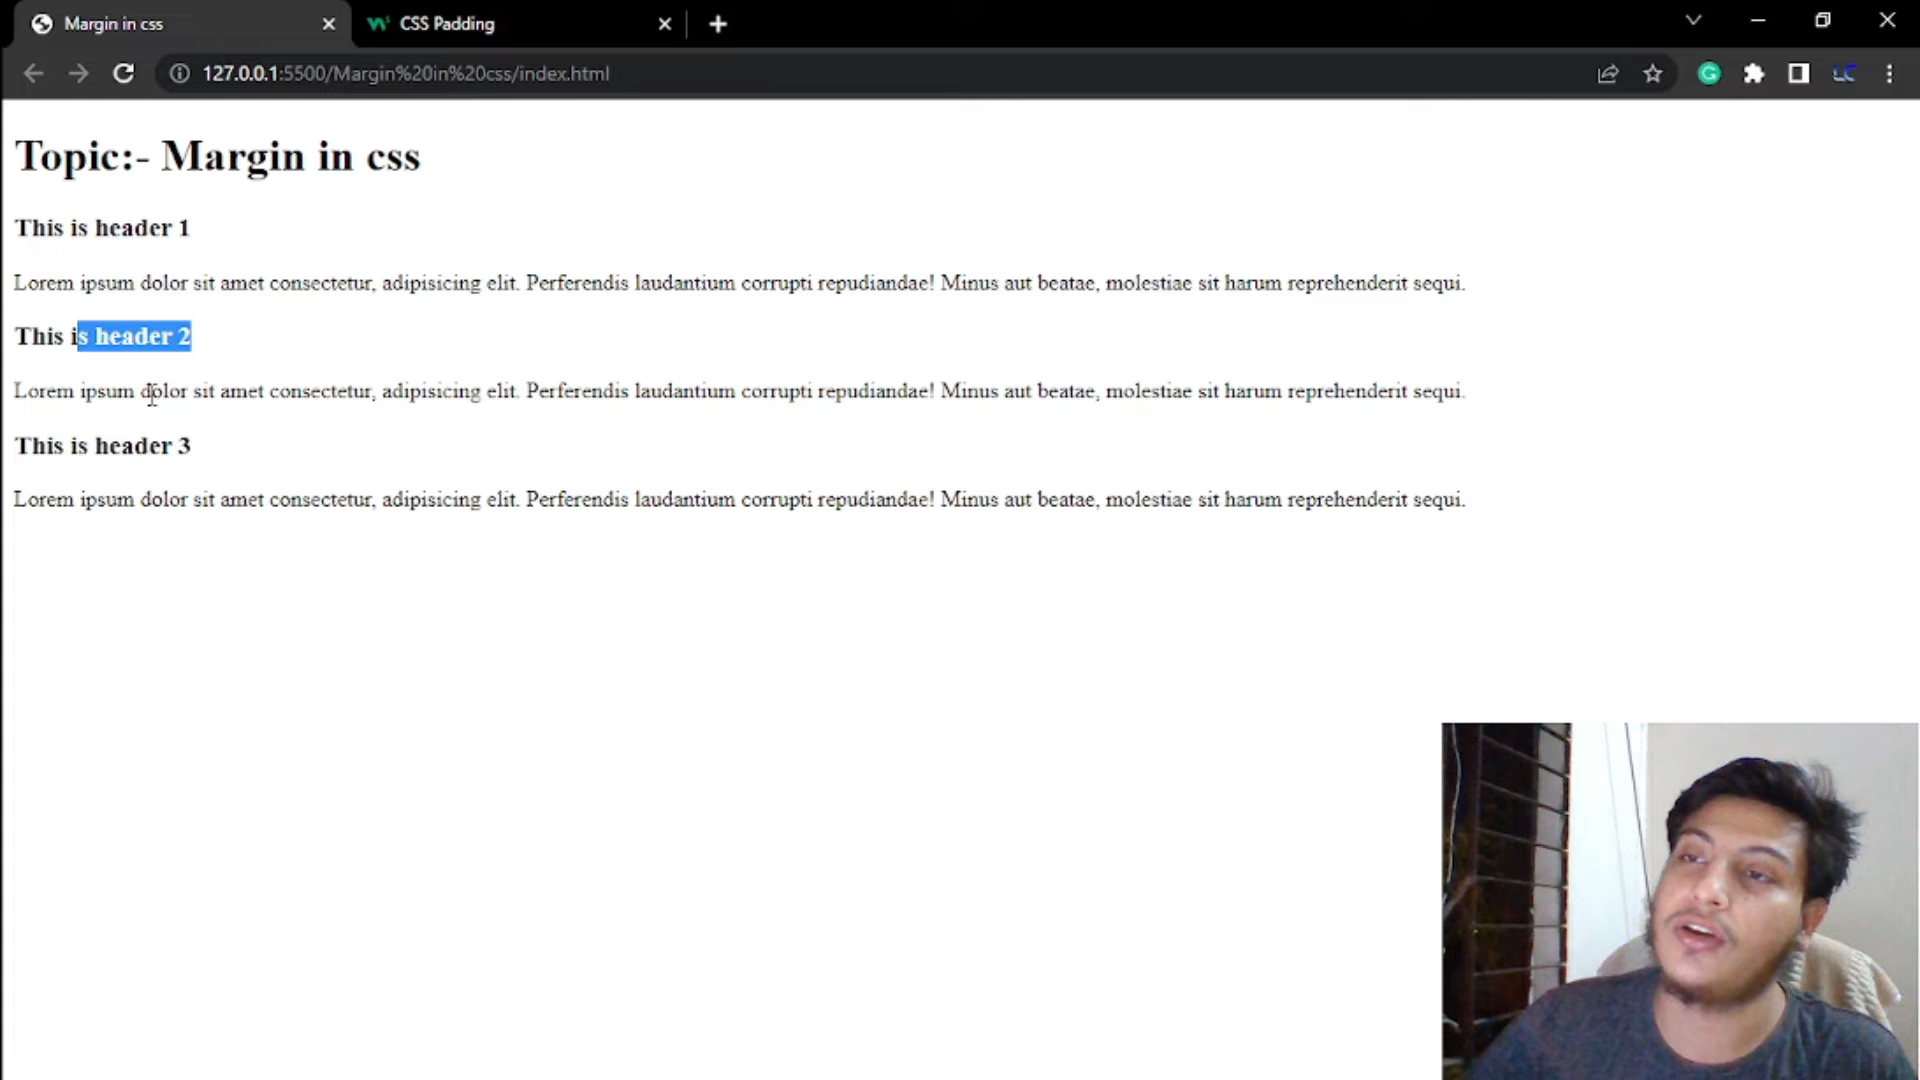 Margin in css
CSS Padding
127.0.0.1:5500/Margin%20in%20css/index.html
Topic:- Margin in css
This is header 1
Lorem ipsum dolor sit amet consectetur, adipisicing elit. Perferendis laudantium corrupti repudiandae! Minus aut beatae, molestiae sit harum reprehenderit sequi.
This is header 2
Lorem ipsum dolor sit amet consectetur, adipisicing elit. Perferendis laudantium corrupti repudiandae! Minus aut beatae, molestiae sit harum reprehenderit sequi.
This is header 3
Lorem ipsum dolor sit amet consectetur, adipisicing elit. Perferendis laudantium corrupti repudiandae! Minus aut beatae, molestiae sit harum reprehenderit sequi.